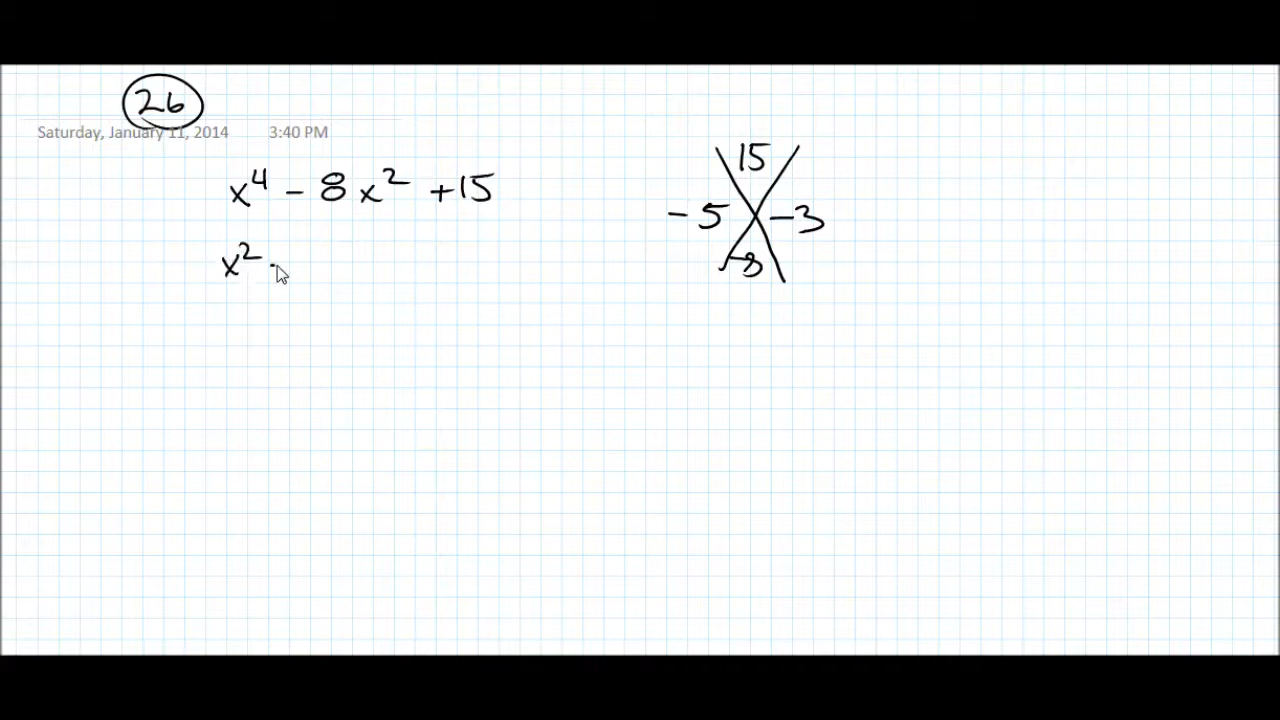 26
Saturday, January 11, 2014 3:40 PM
x⁴ - 8x² + 15
x² -
15
-5 -3
-8